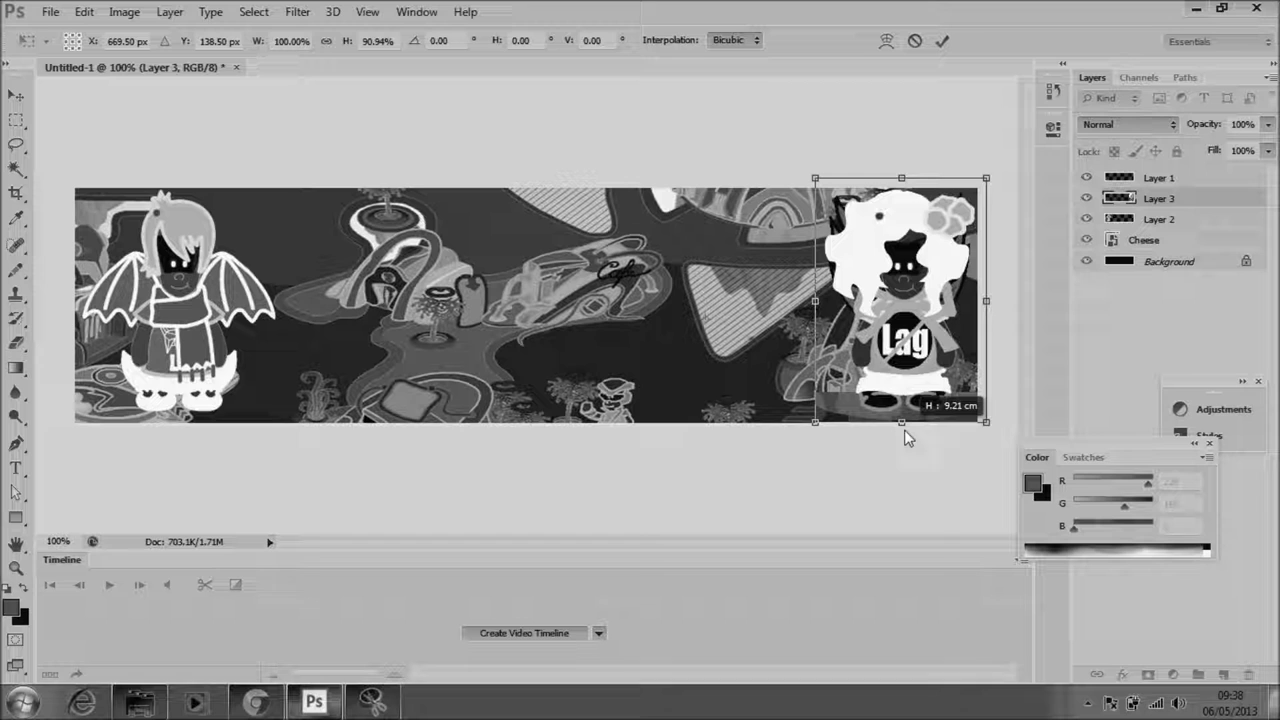 Ps File Edit Image Layer Type Select Filter 3D View Window Help
X: 669.50 px Y: 138.50 px W: 100.00% H: 90.94% 0.00 ° H: 0.00 ° V: 0.00 ° Interpolation: Bicubic Essentials
Untitled-1 @ 100% (Layer 3, RGB/8) * ×
Layers Channels Paths
Kind
Normal Opacity: 100%
Lock: Fill: 100%
Layer 1
Layer 3
Layer 2
Cheese
Background
Cafe
Lag
H : 9.21 cm
Adjustments
Styles
Color Swatches
R
G
B
100% Doc: 703.1K/1.71M
Timeline
Create Video Timeline
Ps
09:38
06/05/2013